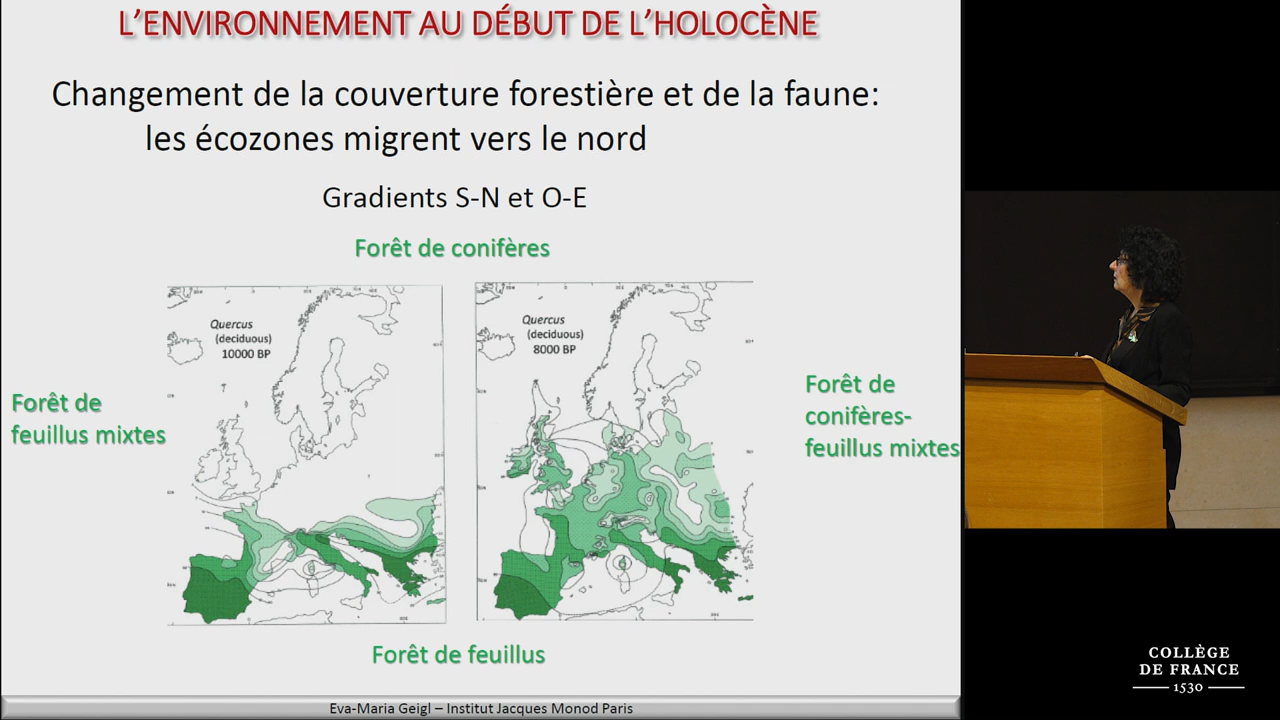 L'ENVIRONNEMENT AU DÉBUT DE L'HOLOCÈNE
Changement de la couverture forestière et de la faune:
les écozones migrent vers le nord
Gradients S-N et O-E
Forêt de conifères
Quercus
(deciduous)
10000 BP
Quercus
(deciduous)
8000 BP
Forêt de
feuillus mixtes
Forêt de
conifères-
feuillus mixtes
Forêt de feuillus
Eva-Maria Geigl – Institut Jacques Monod Paris
COLLÈGE
DE FRANCE
1530